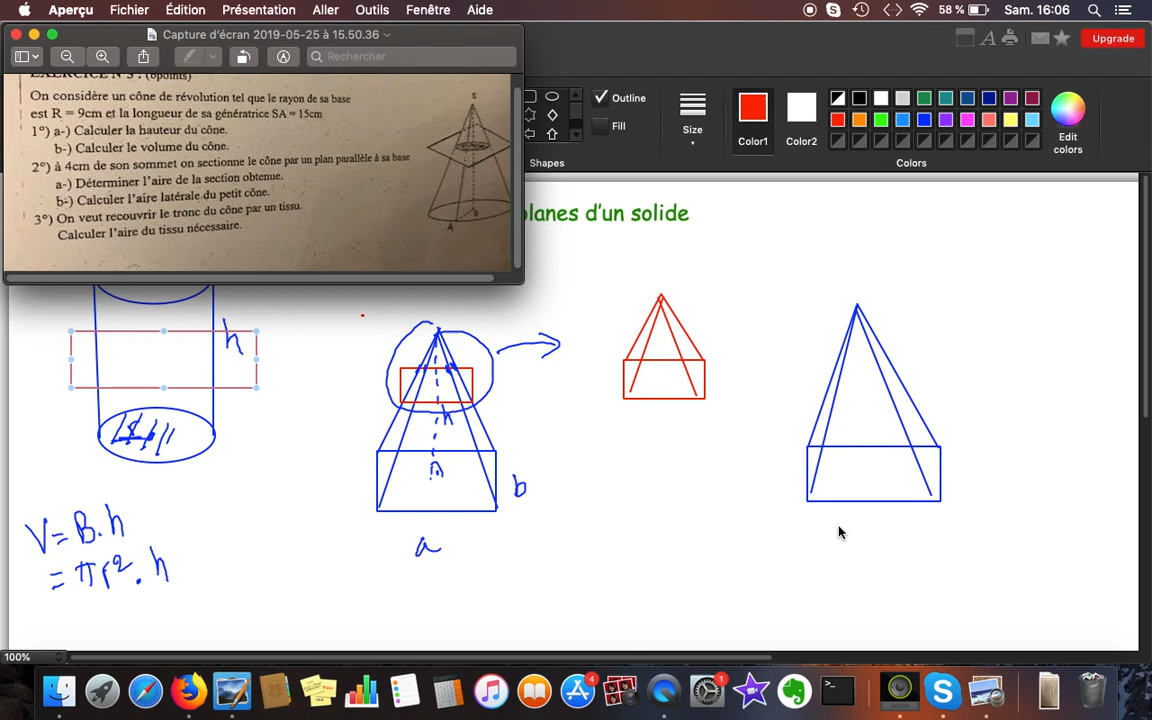 Aperçu Fichier Édition Présentation Aller Outils Fenêtre Aide
58 % Sam. 16:06
Capture d'écran 2019-05-25 à 15.50.36
Rechercher
EXERCICE N°3 : (6points)
On considère un cône de révolution tel que le rayon de sa base
est R = 9cm et la longueur de sa génératrice SA = 15cm
1°) a-) Calculer la hauteur du cône.
b-) Calculer le volume du cône.
2°) à 4cm de son sommet on sectionne le cône par un plan parallèle à sa base
a-) Déterminer l'aire de la section obtenue.
b-) Calculer l'aire latérale du petit cône.
3°) On veut recouvrir le tronc du cône par un tissu.
Calculer l'aire du tissu nécessaire.
S
A
Upgrade
Outline
Fill
Shapes
Size
Color1
Color2
Edit
colors
Colors
planes d'un solide
h
h
b
a
V = B.h
= πr². h
100%
4
1